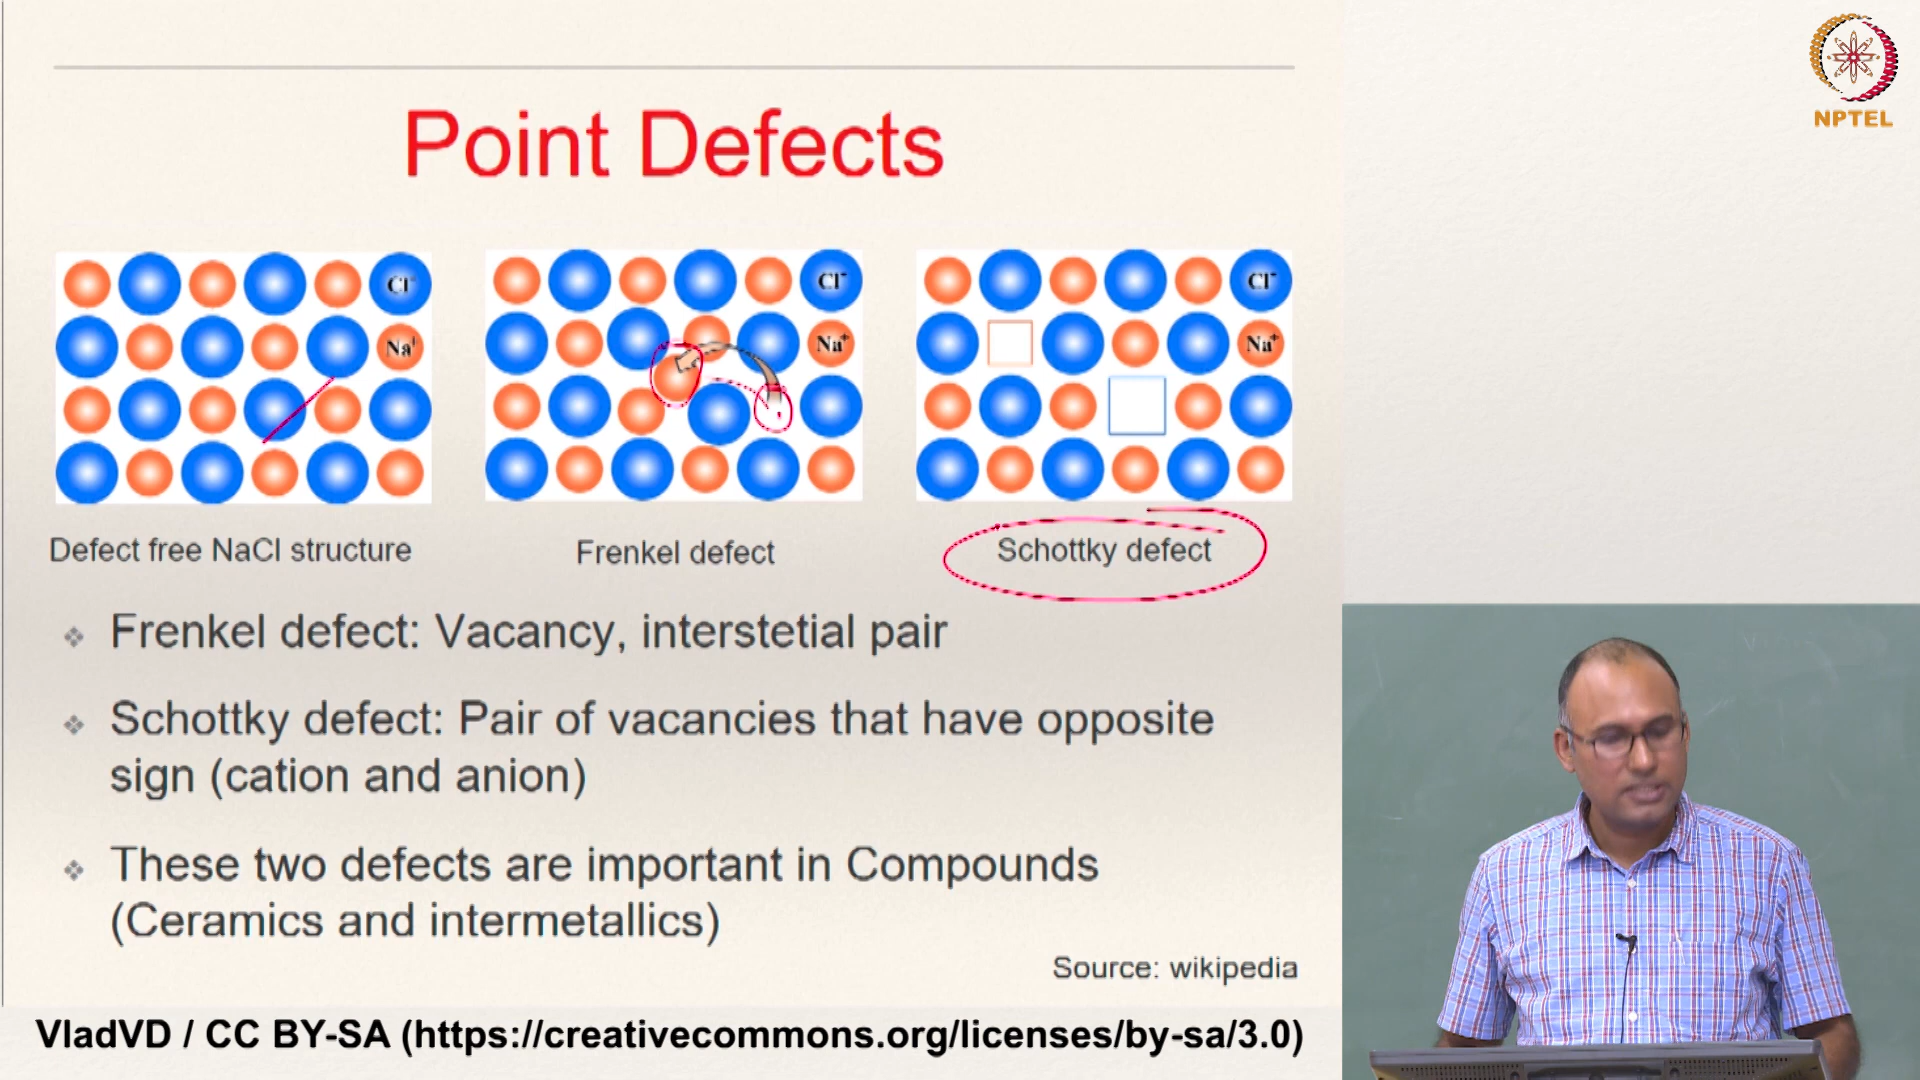 NPTEL
Point Defects
Cl⁻
Na⁺
Cl⁻
Na⁺
Cl⁻
Na⁺
Defect free NaCl structure
Frenkel defect
Schottky defect
Frenkel defect: Vacancy, interstetial pair
Schottky defect: Pair of vacancies that have opposite
sign (cation and anion)
These two defects are important in Compounds
(Ceramics and intermetallics)
Source: wikipedia
VladVD / CC BY-SA (https://creativecommons.org/licenses/by-sa/3.0)